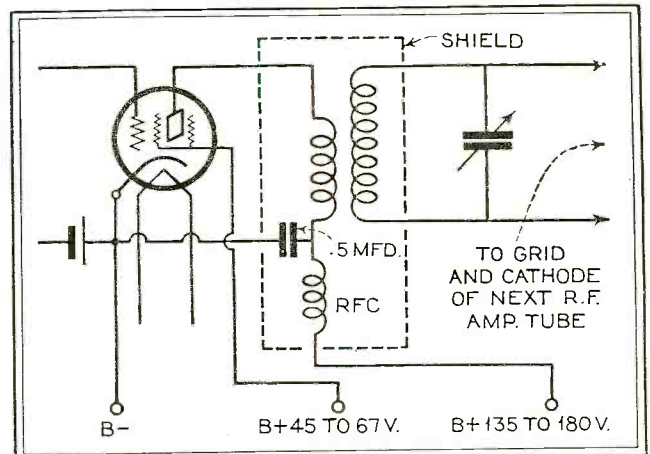 SHIELD
.5 MFD.
RFC
TO GRID
AND CATHODE
OF NEXT R.F.
AMP. TUBE
B-
B+45 TO 67 V.
B+135 TO 180 V.